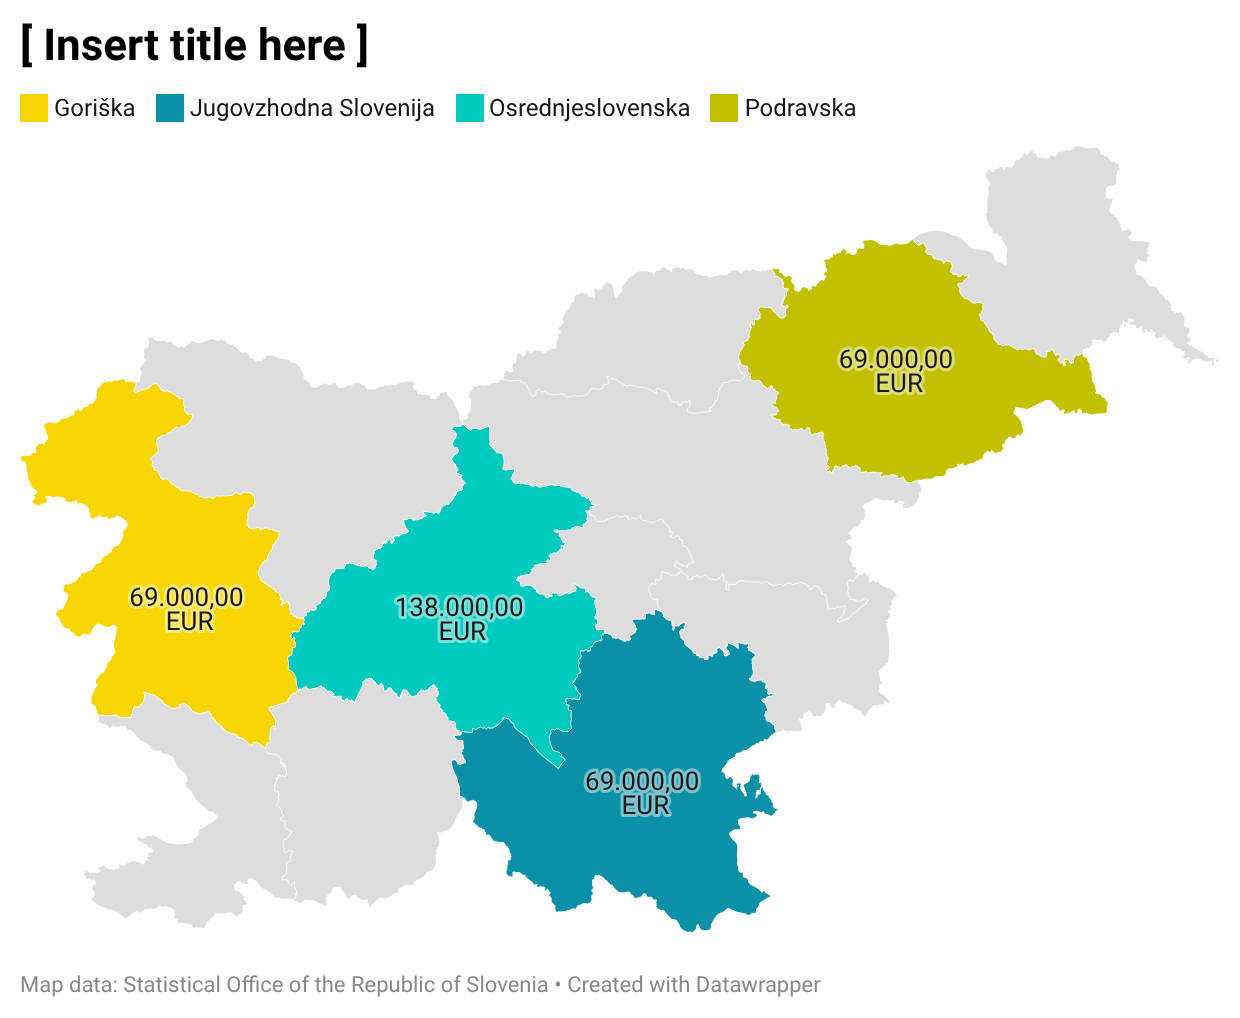 [ Insert title here ]
Goriška Jugovzhodna Slovenija Osrednjeslovenska Podravska
69.000,00
EUR
69.000,00
EUR
138.000,00
EUR
69.000,00
EUR
Map data: Statistical Office of the Republic of Slovenia • Created with Datawrapper